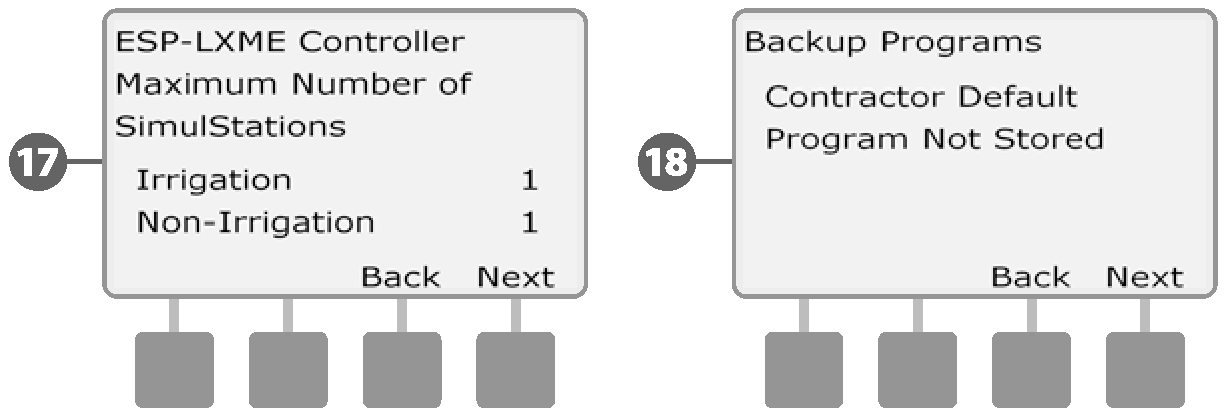 17
ESP-LXME Controller
Maximum Number of
SimulStations
Irrigation 1
Non-Irrigation 1
Back Next
18
Backup Programs
Contractor Default
Program Not Stored
Back Next